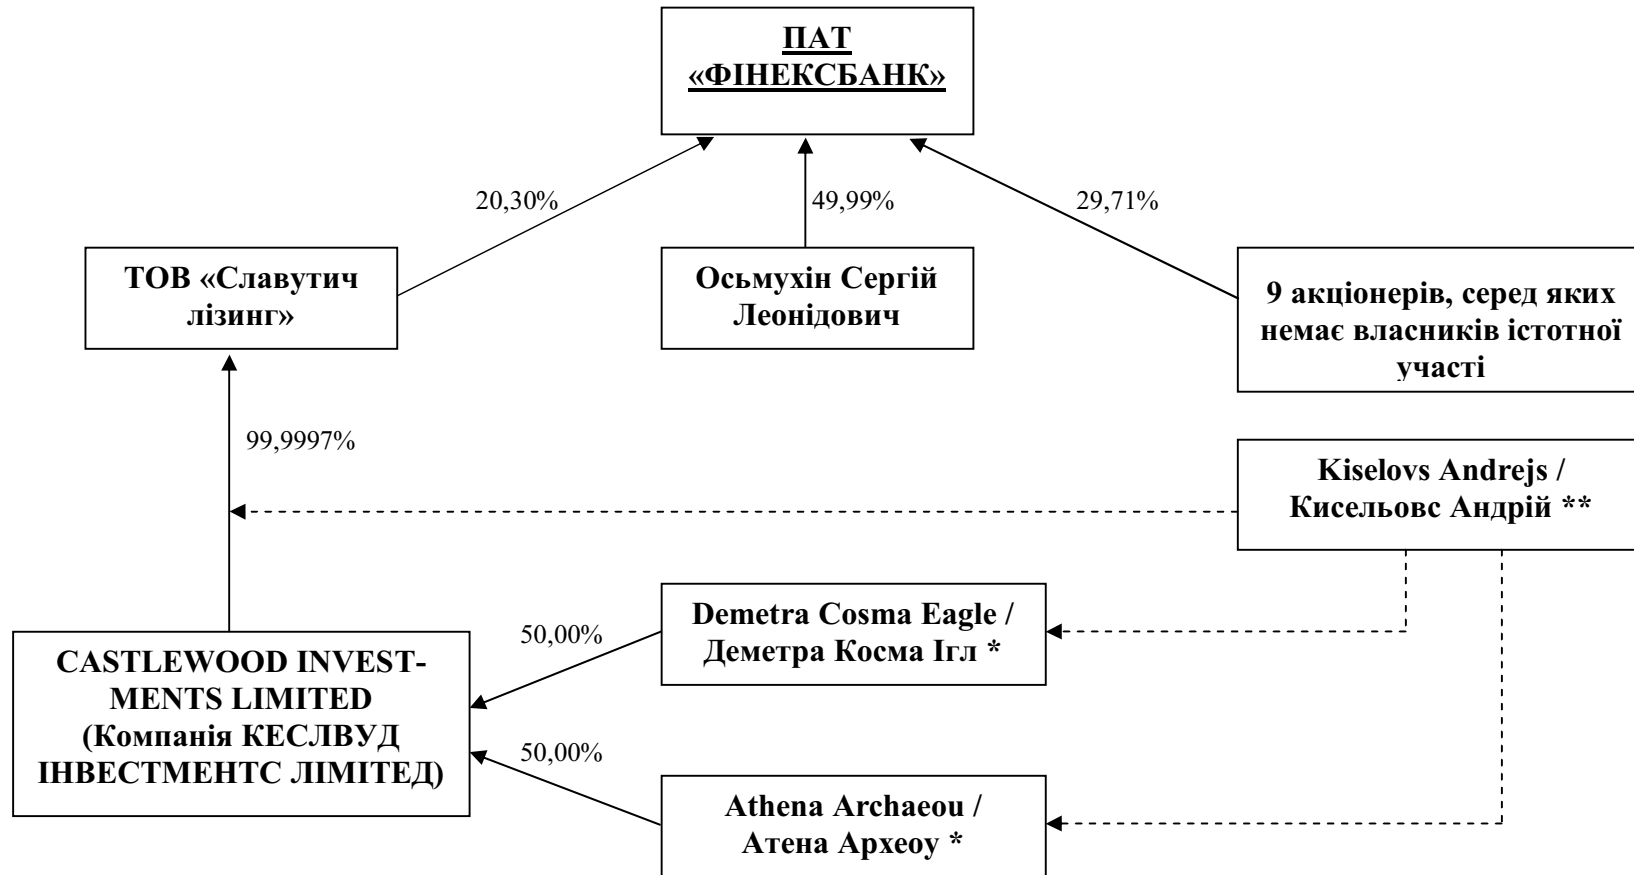 ПАТ
«ФІНЕКСБАНК»
20,30%
49,99%
29,71%
ТОВ «Славутич
лізинг»
Осьмухін Сергій
Леонідович
9 акціонерів, серед яких
немає власників істотної
участі
99,9997%
Kiselovs Andrejs /
Кисельовс Андрій **
Demetra Cosma Eagle /
Деметра Косма Ігл *
50,00%
CASTLEWOOD INVEST-
MENTS LIMITED
(Компанія КЕСЛВУД
ІНВЕСТМЕНТС ЛІМІТЕД)
50,00%
Athena Archaeou /
Атена Археоу *